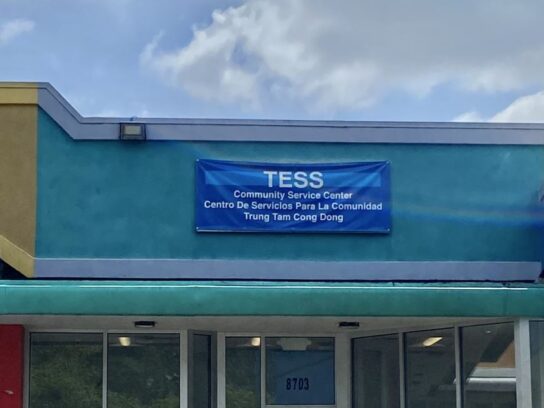 TESS
Community Service Center
Centro De Servicios Para La Comunidad
Trung Tam Cong Dong
8703